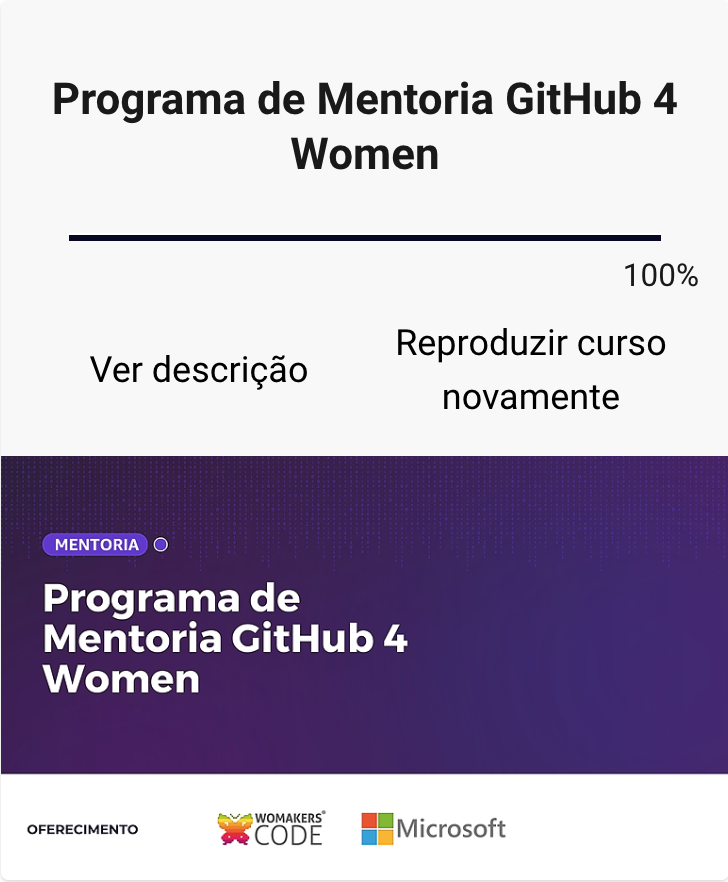 Programa de Mentoria GitHub 4
Women
100%
Ver descrição
Reproduzir curso
novamente
MENTORIA
Programa de
Mentoria GitHub 4
Women
OFERECIMENTO
WOMAKERS®
CODE
Microsoft